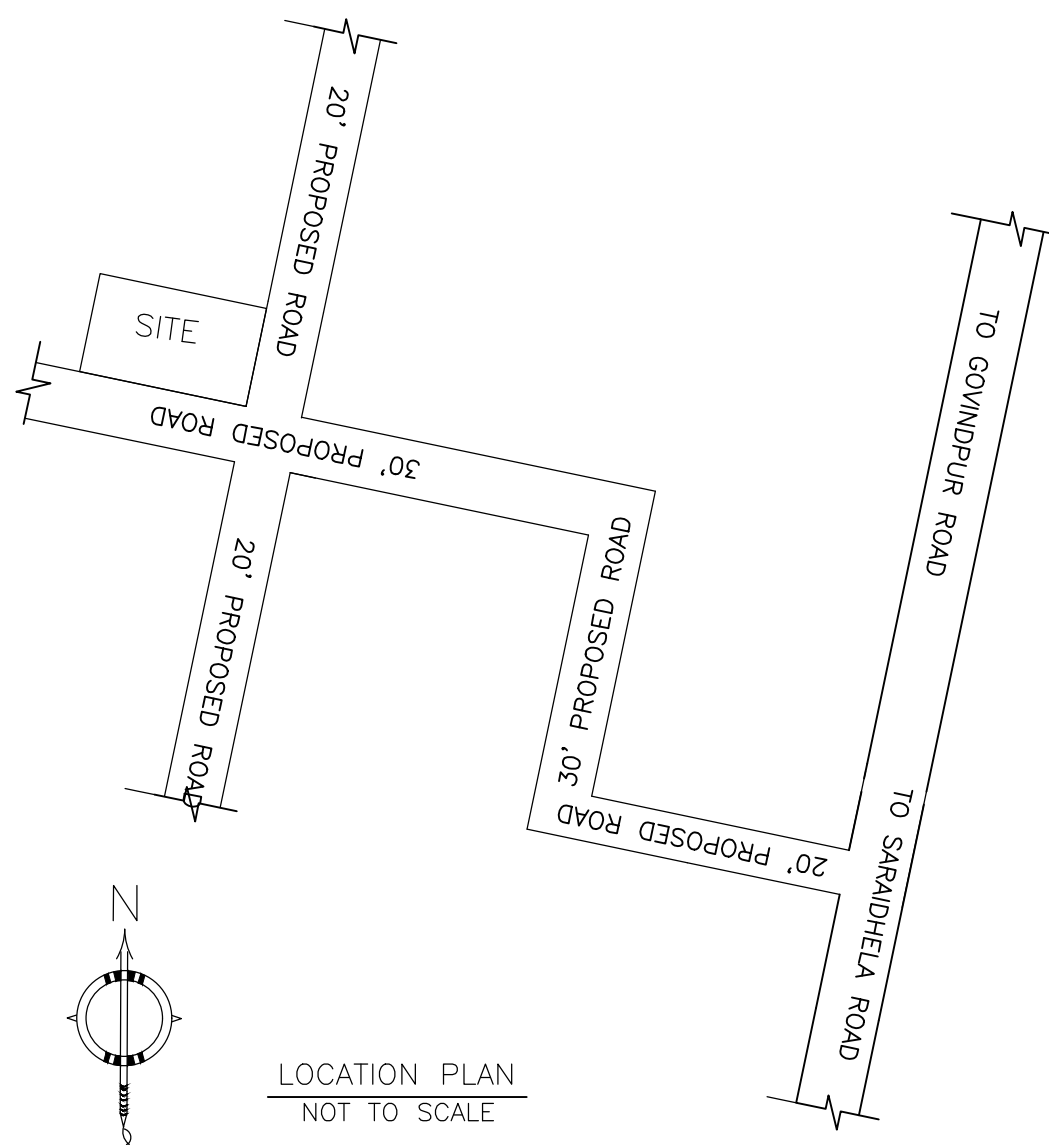 20' PROPOSED ROAD
SITE
30' PROPOSED ROAD
TO GOVINDPUR ROAD
20' PROPOSED ROAD
30' PROPOSED ROAD
20' PROPOSED ROAD
TO SARAIDHELA ROAD
N
LOCATION PLAN
NOT TO SCALE